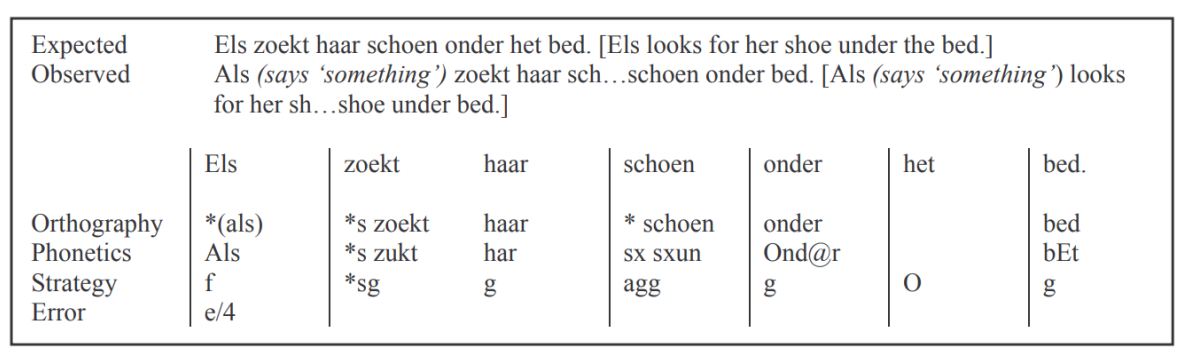 Expected Els zoekt haar schoen onder het bed. [Els looks for her shoe under the bed.]
Observed Als (says ‘something’) zoekt haar sch…schoen onder bed. [Als (says ‘something’) looks
for her sh…shoe under bed.]
Els zoekt haar schoen onder het bed.
Orthography *(als) *s zoekt haar * schoen onder bed
Phonetics Als *s zukt har sx sxun Ond@r bEt
Strategy f *sg g agg g O g
Error e/4